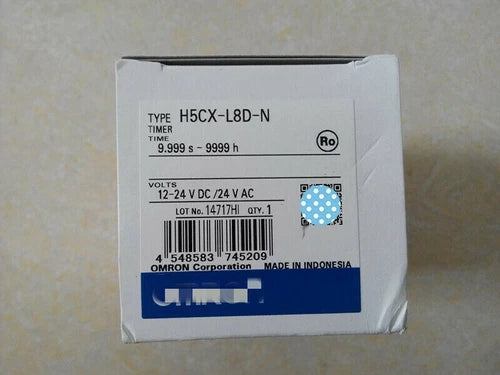 TYPE H5CX-L8D-N
TIMER
TIME
9.999 s - 9999 h
Ro
VOLTS
12-24 V DC /24 V AC
LOT No. 14717HI QTY. 1
4 548583 745209
OMRON Corporation MADE IN INDONESIA